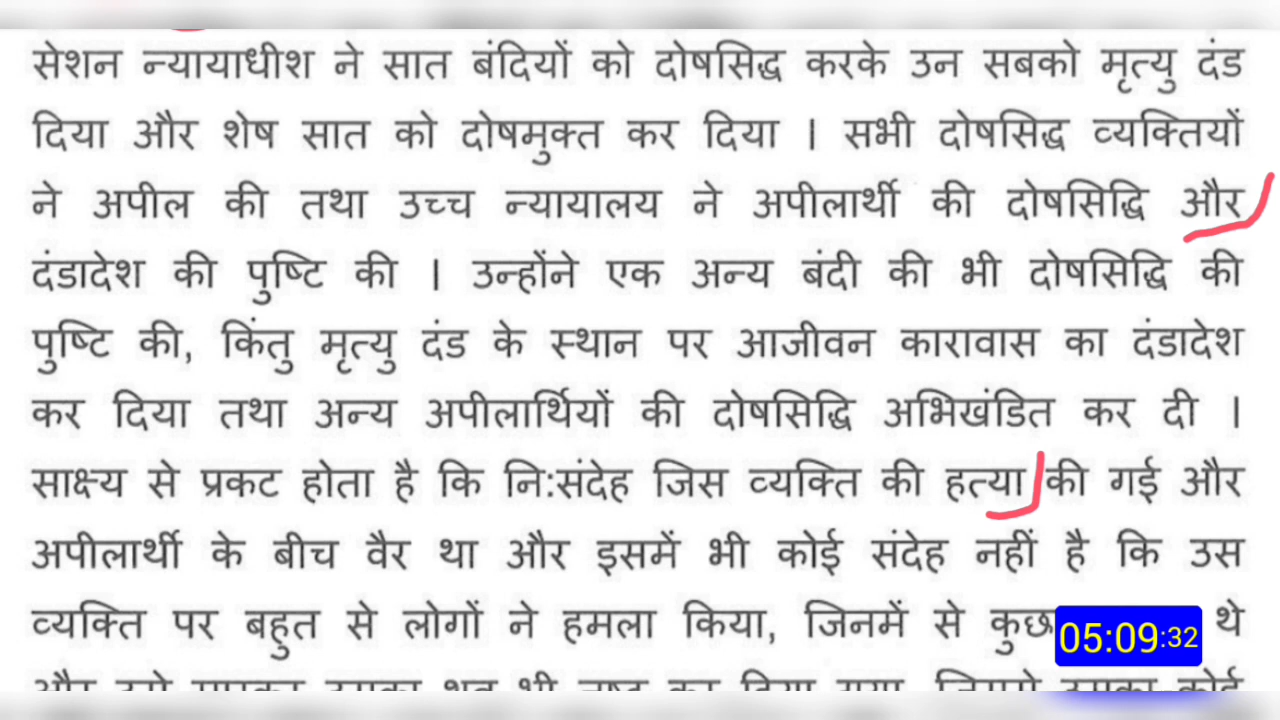 सेशन न्यायाधीश ने सात बंदियों को दोषसिद्ध करके उन सबको मृत्यु दंड
दिया और शेष सात को दोषमुक्त कर दिया । सभी दोषसिद्ध व्यक्तियों
ने अपील की तथा उच्च न्यायालय ने अपीलार्थी की दोषसिद्धि और
दंडादेश की पुष्टि की । उन्होंने एक अन्य बंदी की भी दोषसिद्धि की
पुष्टि की, किंतु मृत्यु दंड के स्थान पर आजीवन कारावास का दंडादेश
कर दिया तथा अन्य अपीलार्थियों की दोषसिद्धि अभिखंडित कर दी ।
साक्ष्य से प्रकट होता है कि नि:संदेह जिस व्यक्ति की हत्या की गई और
अपीलार्थी के बीच वैर था और इसमें भी कोई संदेह नहीं है कि उस
व्यक्ति पर बहुत से लोगों ने हमला किया, जिनमें से कुछ थे
05:09:32